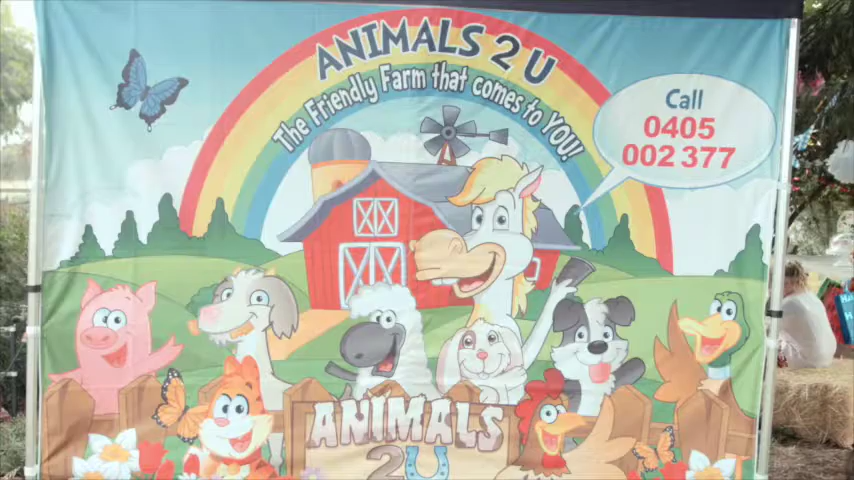 ANIMALS 2 U
The Friendly Farm that comes to YOU!
Call
0405
002 377
ANIMALS
2U